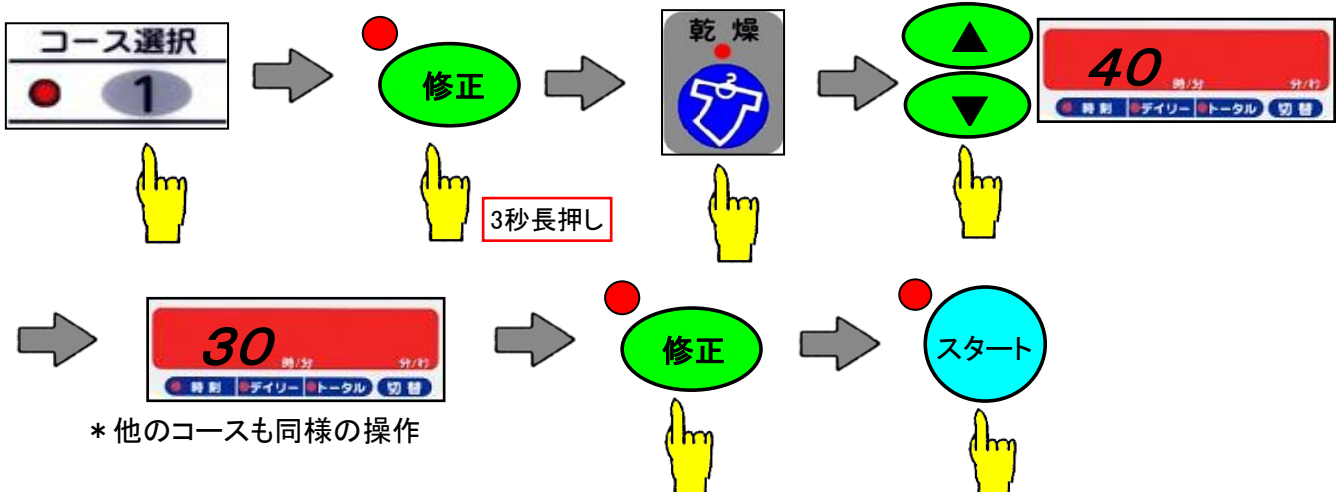 コース選択
1
修正
3秒長押し
乾燥
▲
▼
40
時/分 分/秒
時刻 デイリー トータル 切替
30
時/分 分/秒
時刻 デイリー トータル 切替
*他のコースも同様の操作
修正
スタート